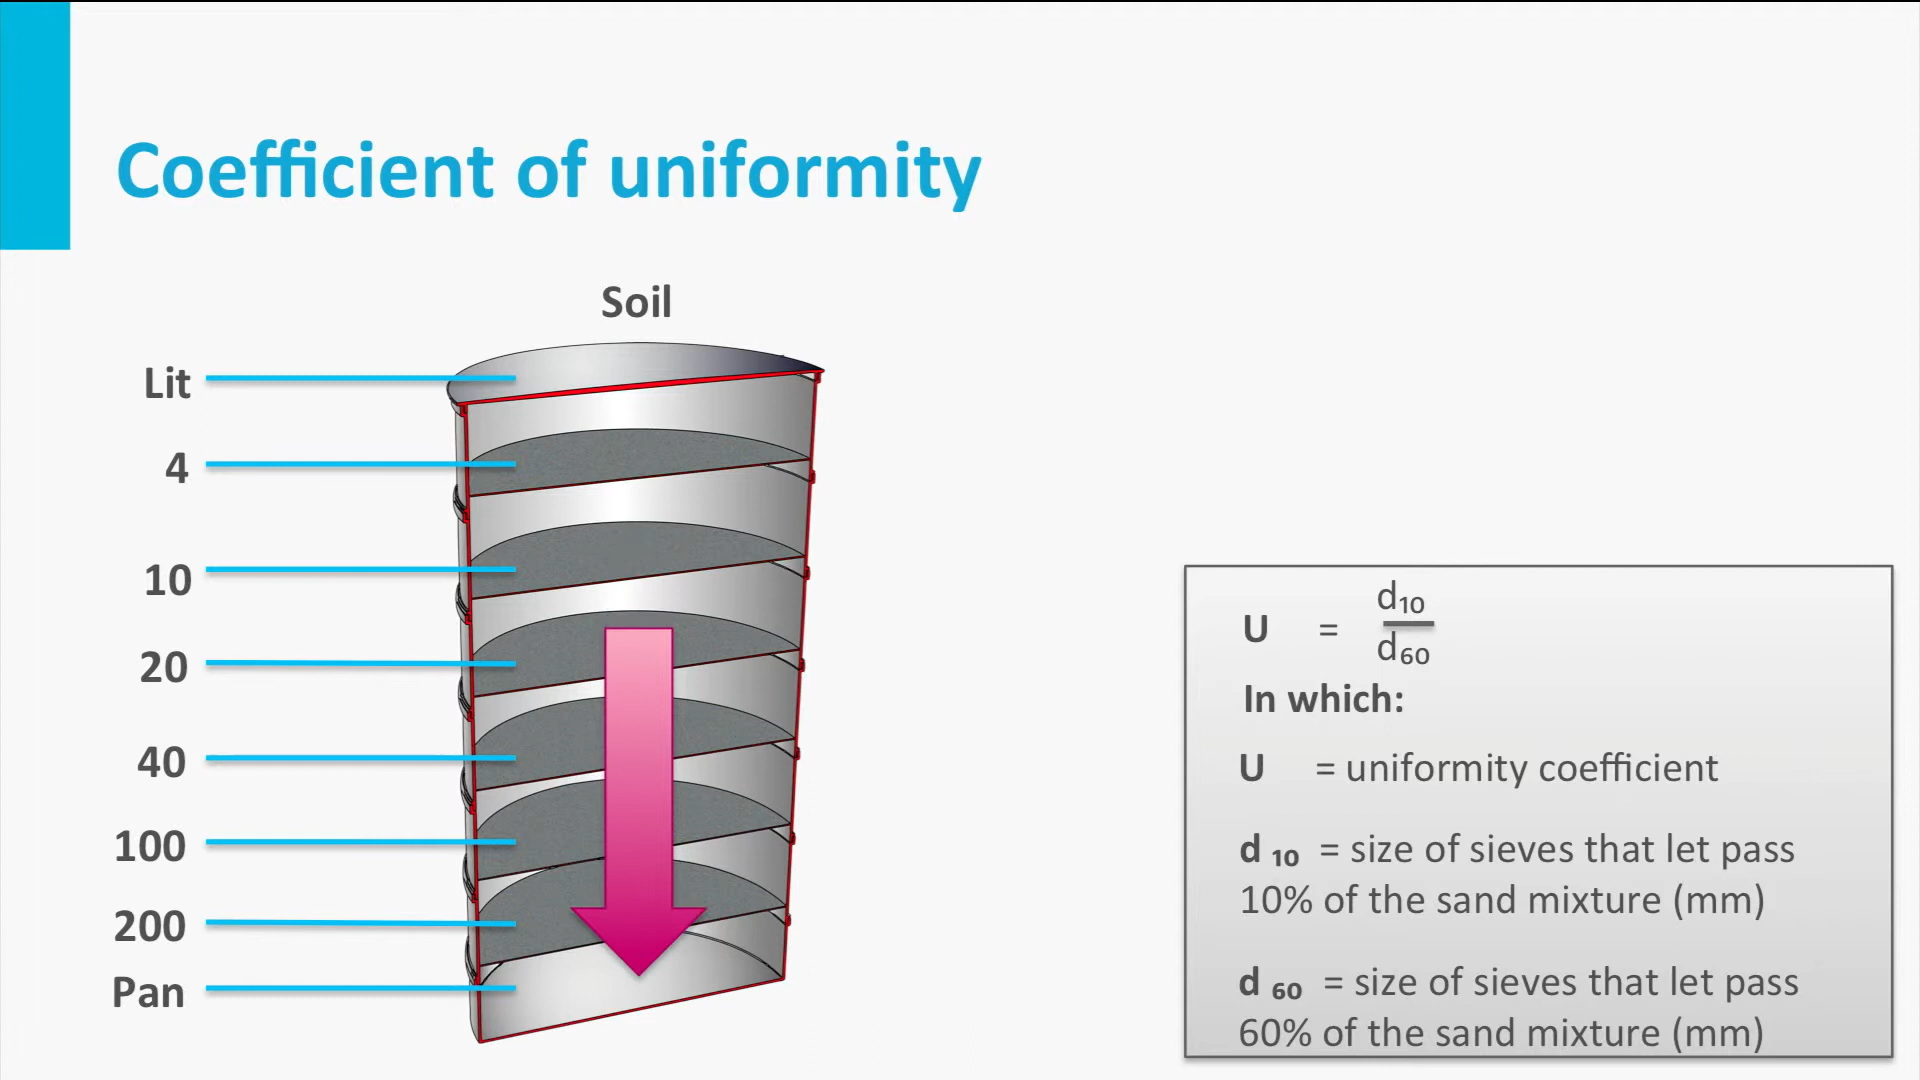 Coefficient of uniformity
Soil
Lit
4
10
20
40
100
200
Pan
U = d₁₀
d₆₀
In which:
U = uniformity coefficient
d ₁₀ = size of sieves that let pass
10% of the sand mixture (mm)
d ₆₀ = size of sieves that let pass
60% of the sand mixture (mm)